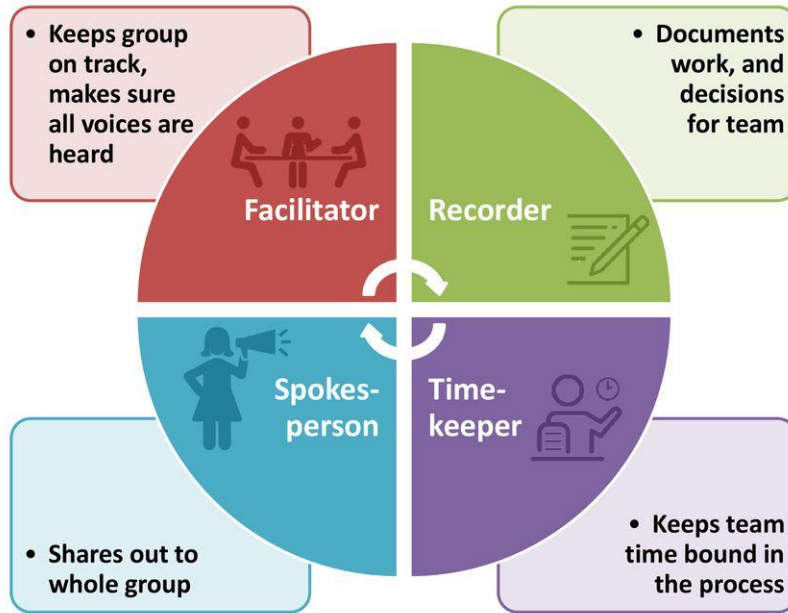 • Keeps group
on track,
makes sure
all voices are
heard
• Documents
work, and
decisions
for team
Facilitator
Recorder
Spokes-
person
Time-
keeper
• Shares out to
whole group
• Keeps team
time bound in
the process